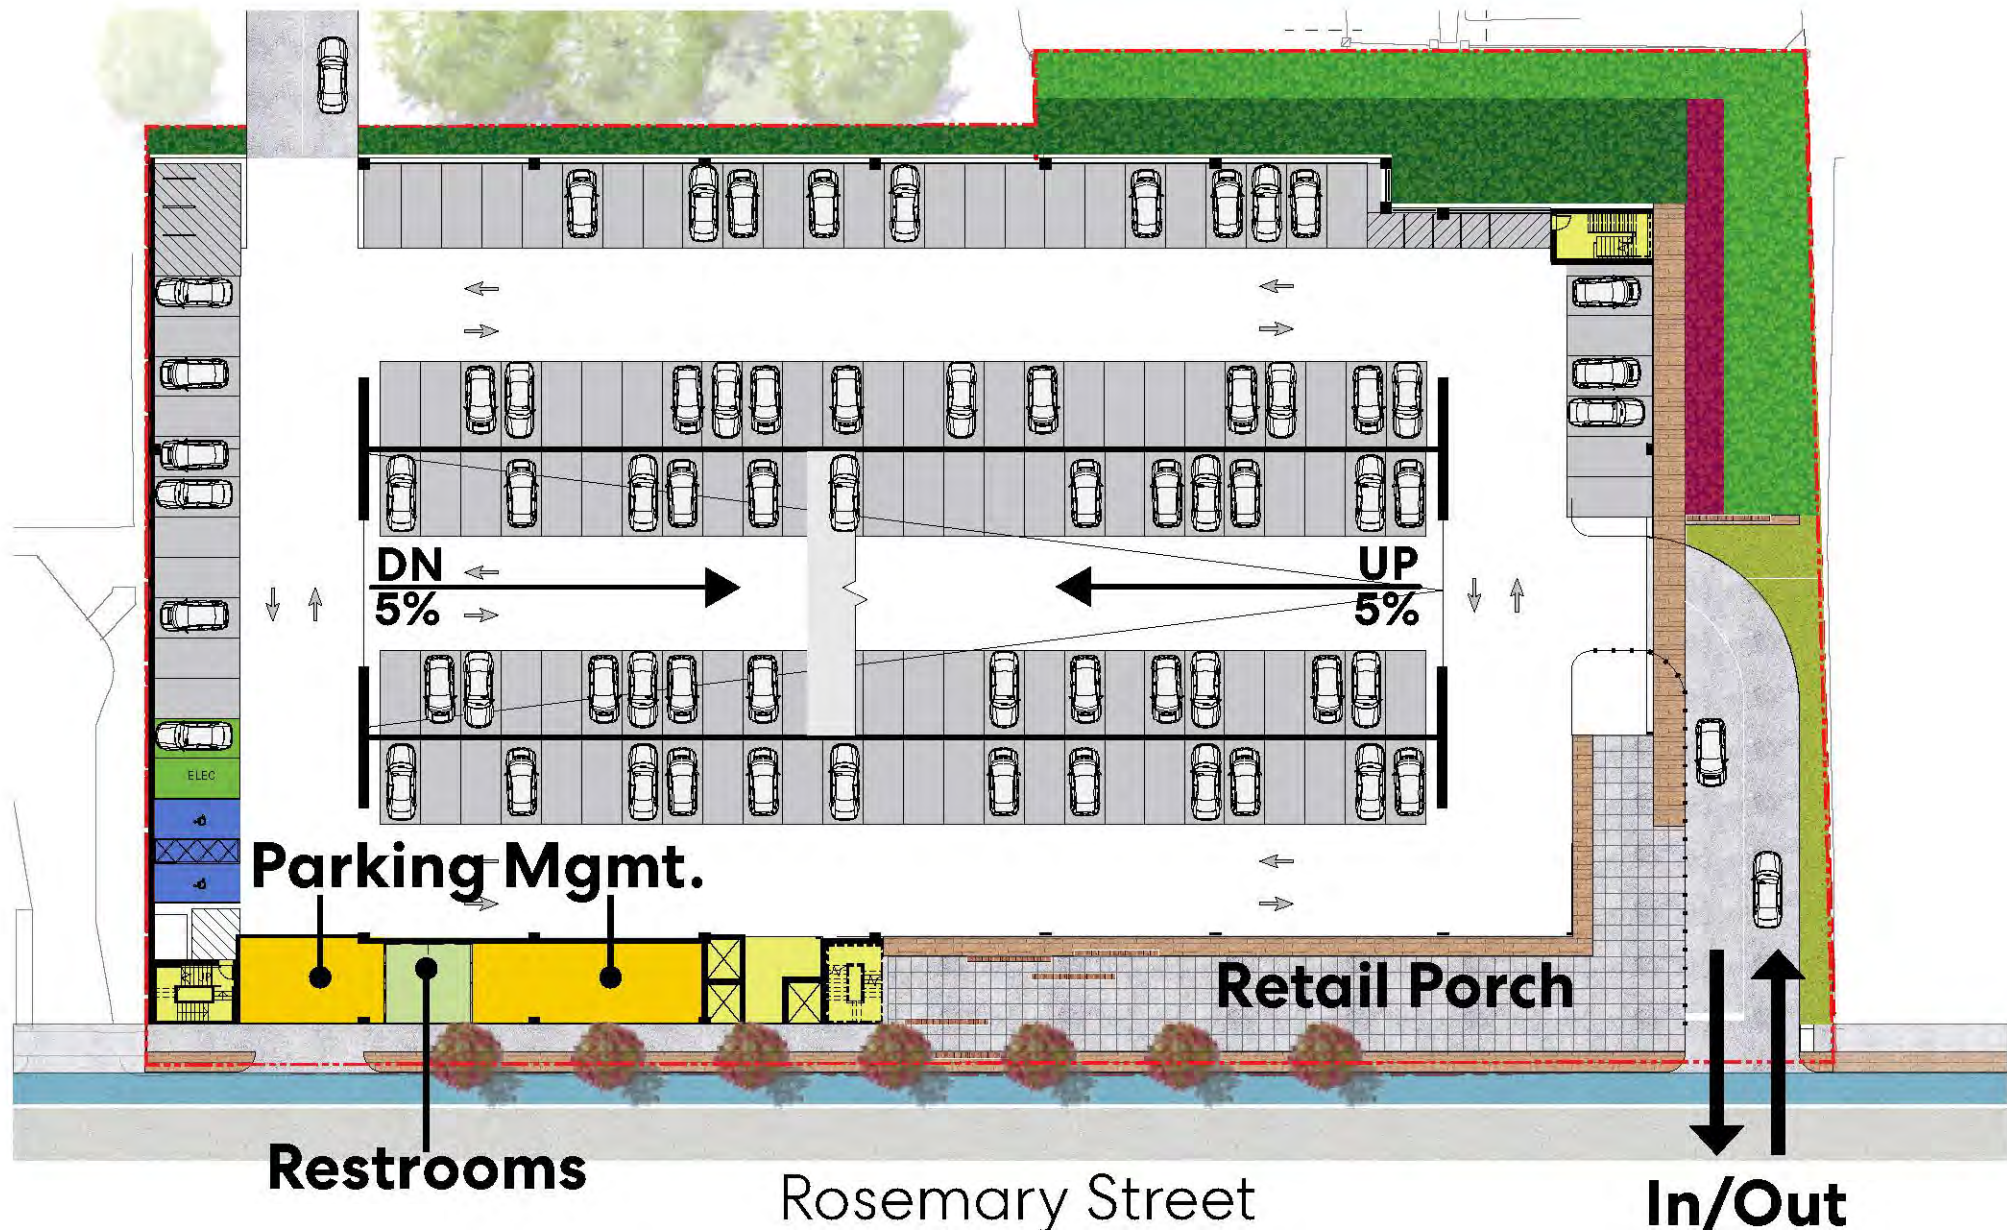 DN
5%
UP
5%
ELEC
Parking Mgmt.
Retail Porch
Restrooms
Rosemary Street
In/Out